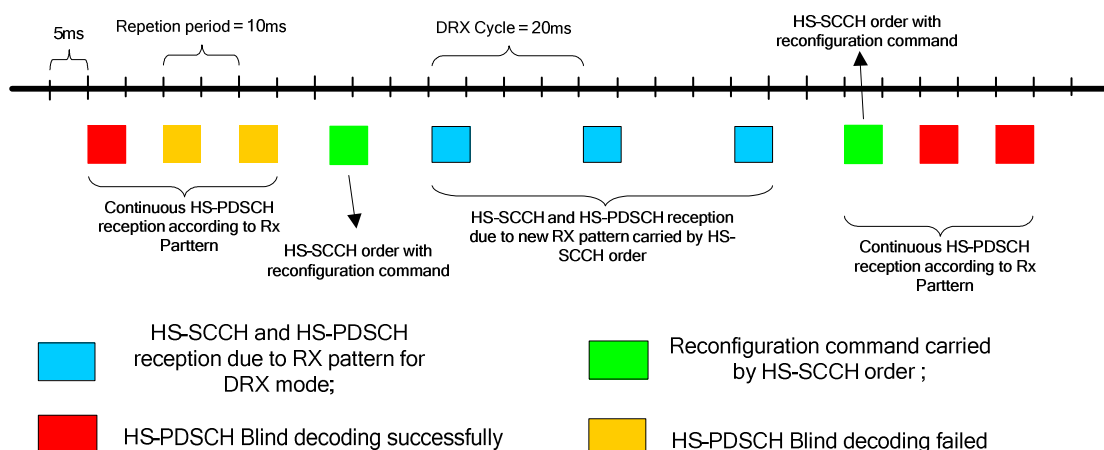 5ms
Repetion period = 10ms
DRX Cycle = 20ms
HS-SCCH order with
reconfiguration command
Continuous HS-PDSCH
reception according to Rx
Parttern
HS-SCCH order with
reconfiguration command
HS-SCCH and HS-PDSCH reception
due to new RX pattern carried by HS-
SCCH order
Continuous HS-PDSCH
reception according to Rx
Parttern
HS-SCCH and HS-PDSCH
reception due to RX pattern for
DRX mode;
Reconfiguration command carried
by HS-SCCH order ;
HS-PDSCH Blind decoding successfully
HS-PDSCH Blind decoding failed